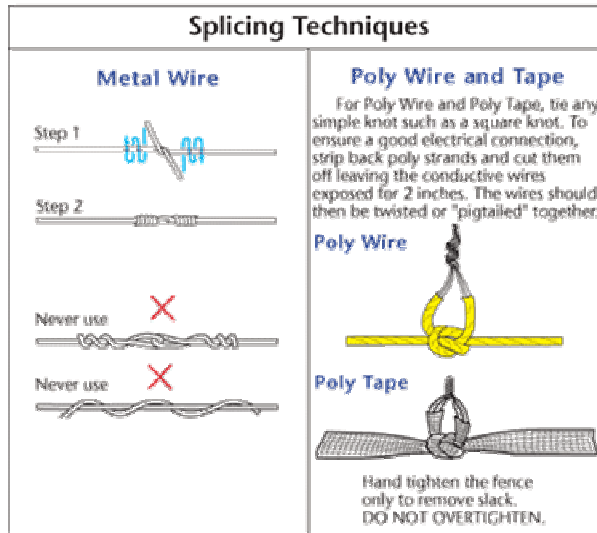 Splicing Techniques
Metal Wire
Step 1
Step 2
Never use
Never use
Poly Wire and Tape
For Poly Wire and Poly Tape, tie any
simple knot such as a square knot. To
ensure a good electrical connection,
strip back poly strands and cut them
off leaving the conductive wires
exposed for 2 inches. The wires should
then be twisted or "pigtailed" together.
Poly Wire
Poly Tape
Hand tighten the fence
only to remove slack.
DO NOT OVERTIGHTEN.